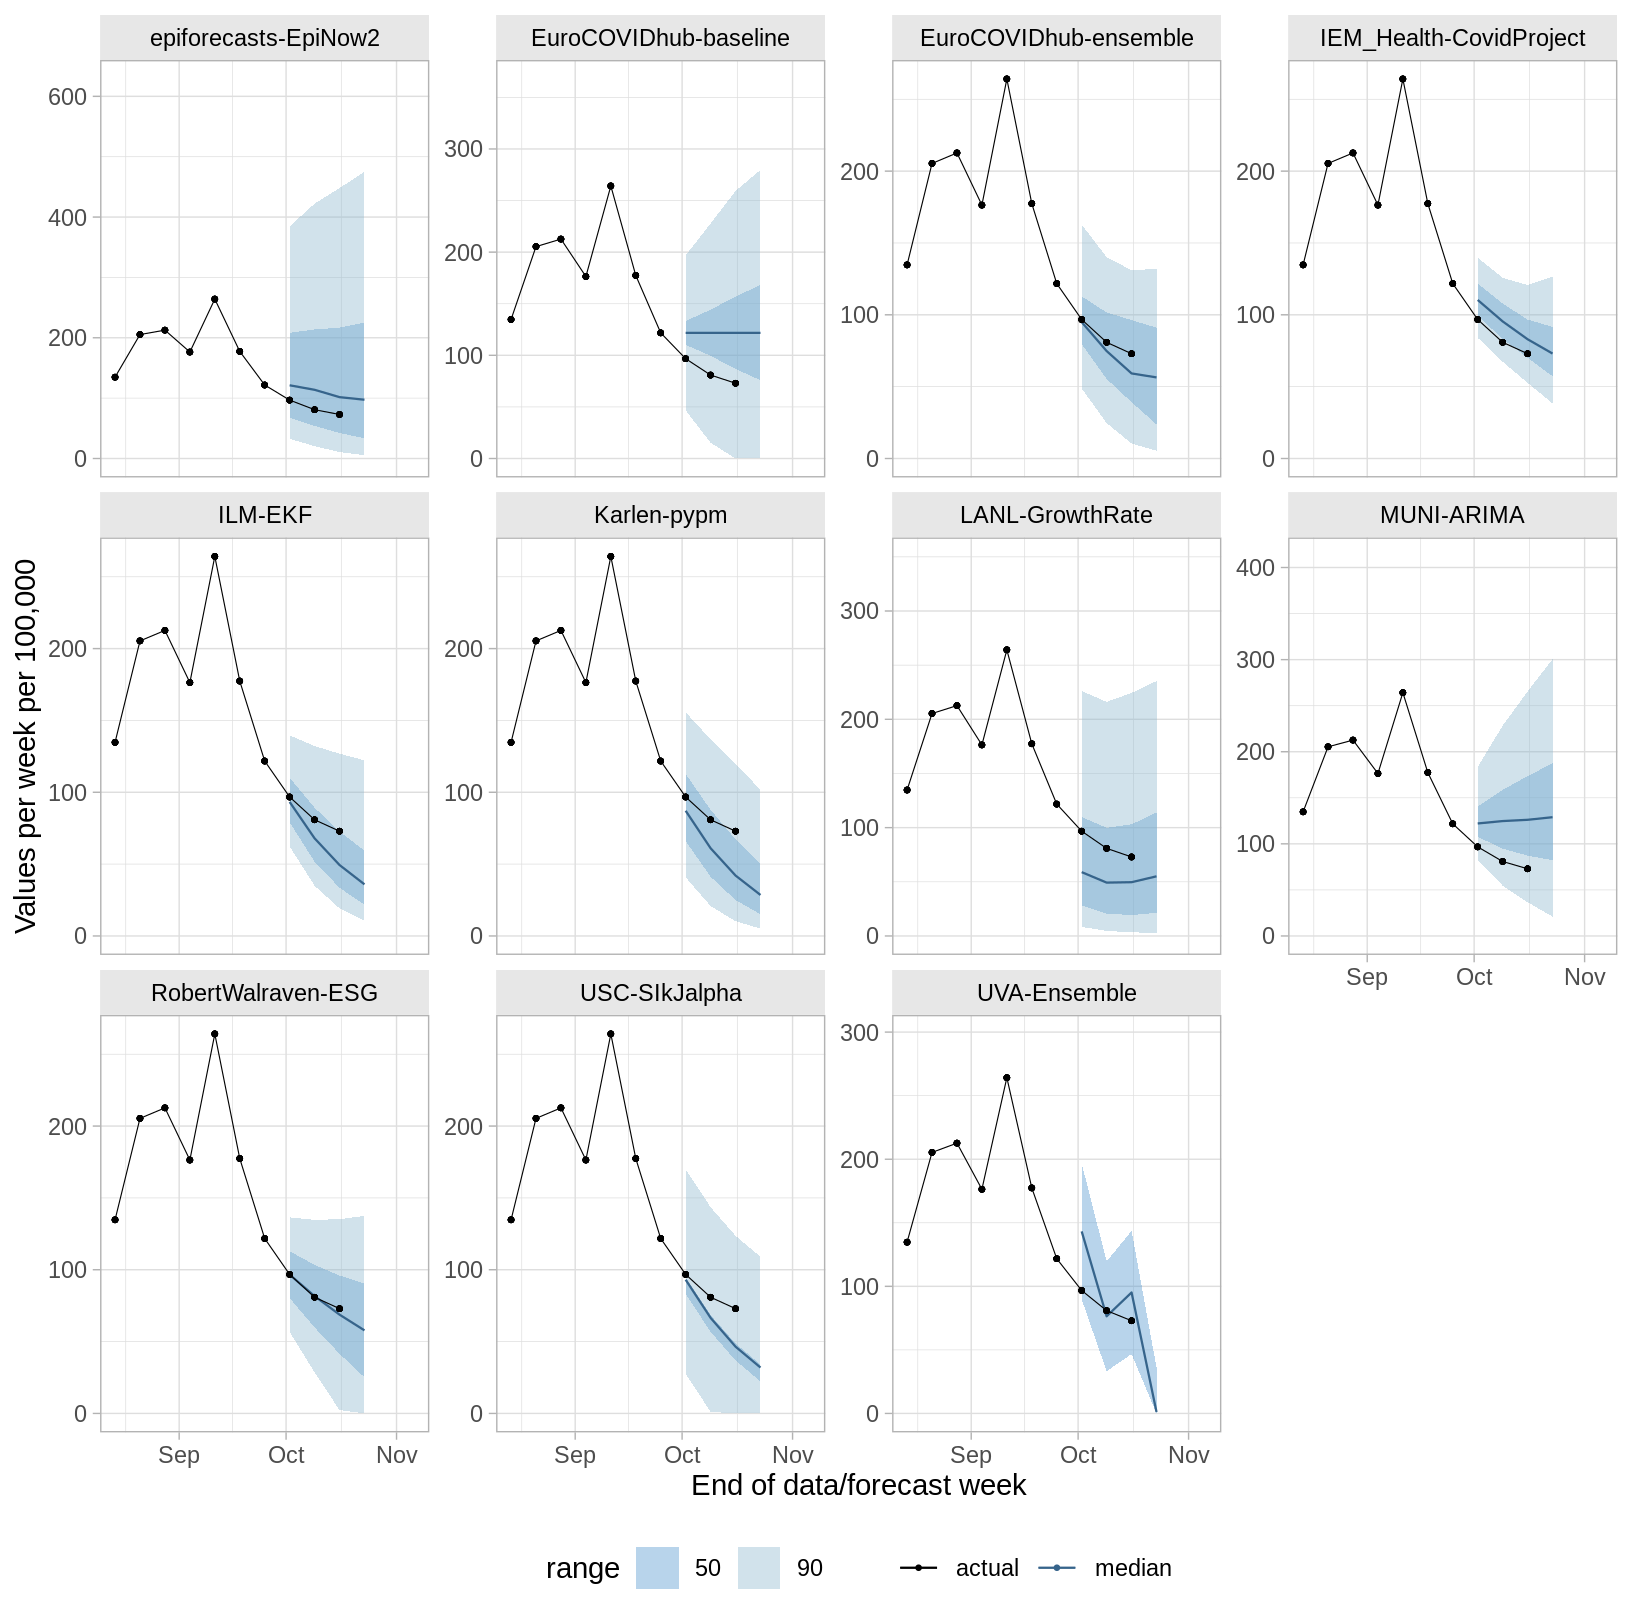 epiforecasts-EpiNow2
EuroCOVIDhub-baseline
EuroCOVIDhub-ensemble
IEM_Health-CovidProject
600
400
200
0
300
200
100
0
200
100
0
200
100
0
ILM-EKF
Karlen-pypm
LANL-GrowthRate
MUNI-ARIMA
200
100
0
200
100
0
300
200
100
0
400
300
200
100
0
Sep Oct Nov
Values per week per 100,000
RobertWalraven-ESG
USC-SIkJalpha
UVA-Ensemble
200
100
0
200
100
0
300
200
100
0
Sep Oct Nov
Sep Oct Nov
Sep Oct Nov
End of data/forecast week
range 50 90 actual median